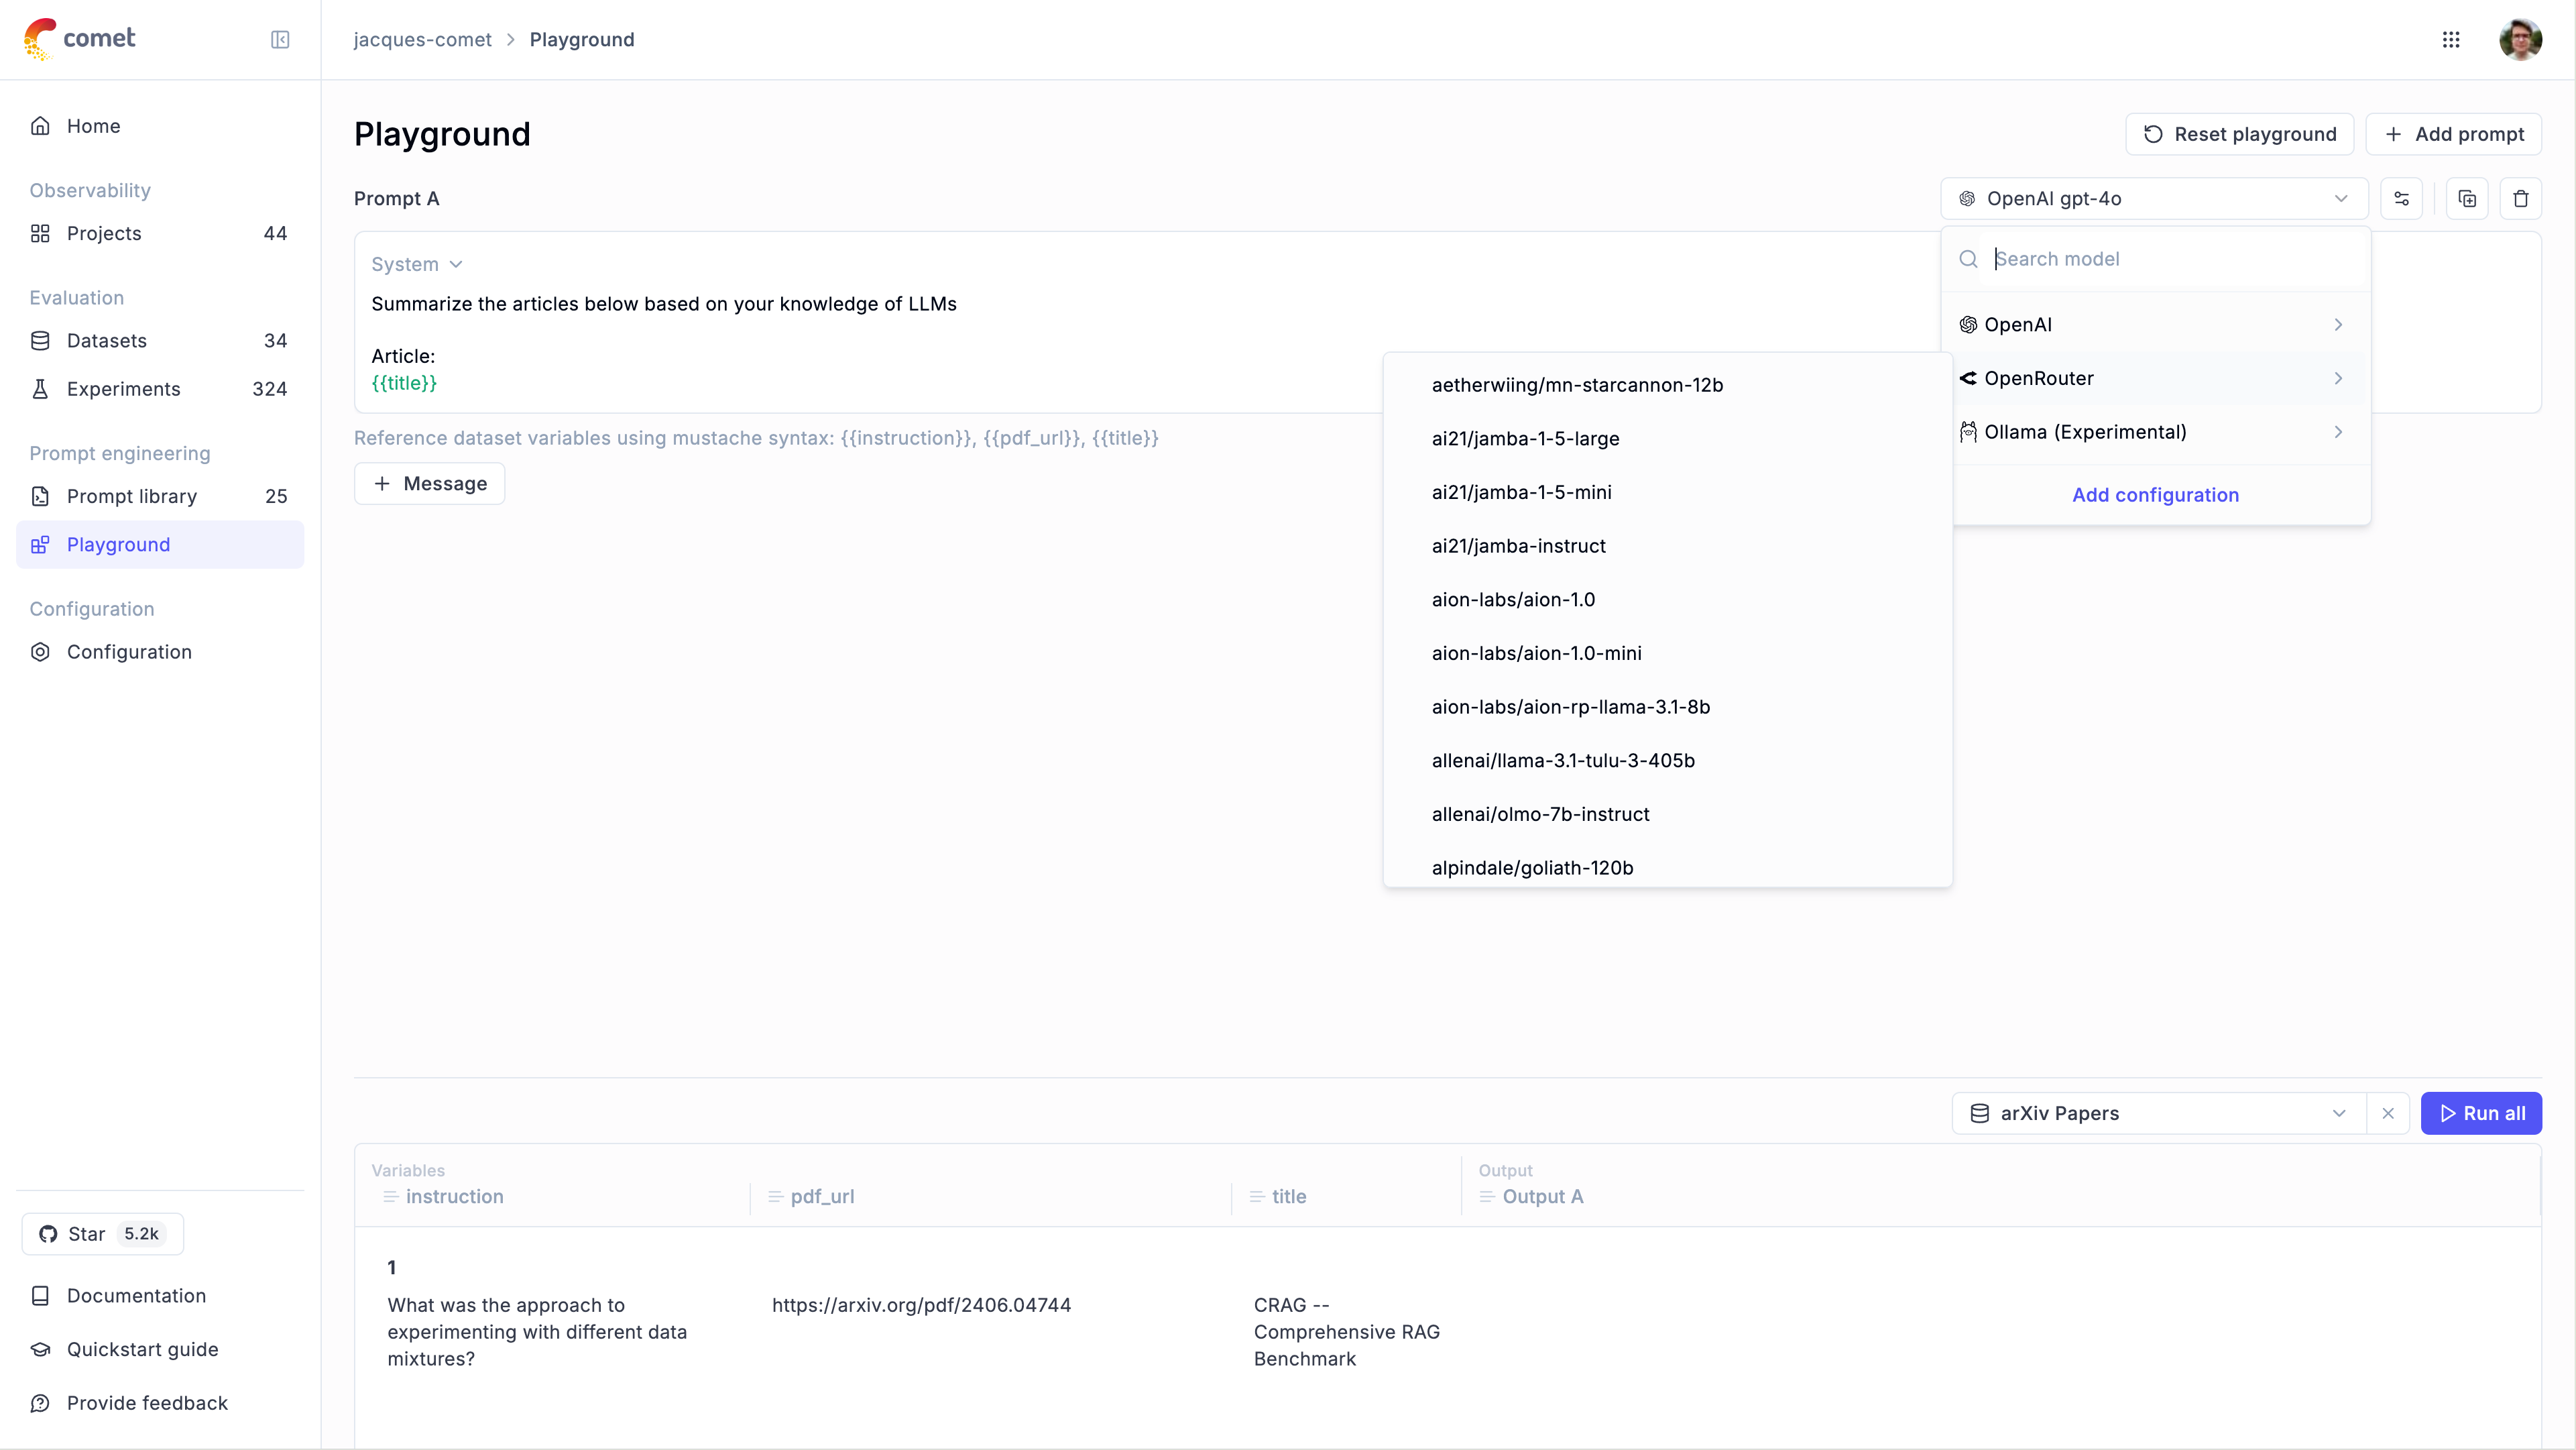 comet
jacques-comet > Playground
Home
Observability
Projects 44
Evaluation
Datasets 34
Experiments 324
Prompt engineering
Prompt library 25
Playground
Configuration
Configuration
Star 5.2k
Documentation
Quickstart guide
Provide feedback
Playground
Reset playground
Add prompt
Prompt A
OpenAI gpt-4o
System
Summarize the articles below based on your knowledge of LLMs
Article:
{{title}}
Reference dataset variables using mustache syntax: {{instruction}}, {{pdf_url}}, {{title}}
+ Message
Search model
OpenAI
OpenRouter
Ollama (Experimental)
Add configuration
aetherwiing/mn-starcannon-12b
ai21/jamba-1-5-large
ai21/jamba-1-5-mini
ai21/jamba-instruct
aion-labs/aion-1.0
aion-labs/aion-1.0-mini
aion-labs/aion-rp-llama-3.1-8b
allenai/llama-3.1-tulu-3-405b
allenai/olmo-7b-instruct
alpindale/goliath-120b
arXiv Papers
Run all
Variables
instruction
pdf_url
title
Output
Output A
1
What was the approach to
experimenting with different data
mixtures?
https://arxiv.org/pdf/2406.04744
CRAG --
Comprehensive RAG
Benchmark